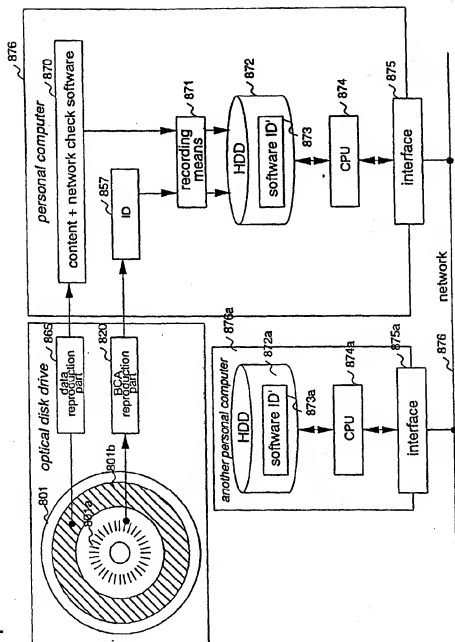 876
personal computer
870
content + network check software
857
ID
871
recording means
872
HDD
software ID'
873
874
CPU
875
interface
network
876
optical disk drive
865
data reproduction part
820
BCA reproduction part
801
801a
801b
876a
another personal computer
872a
HDD
software ID'
873a
874a
CPU
875a
interface